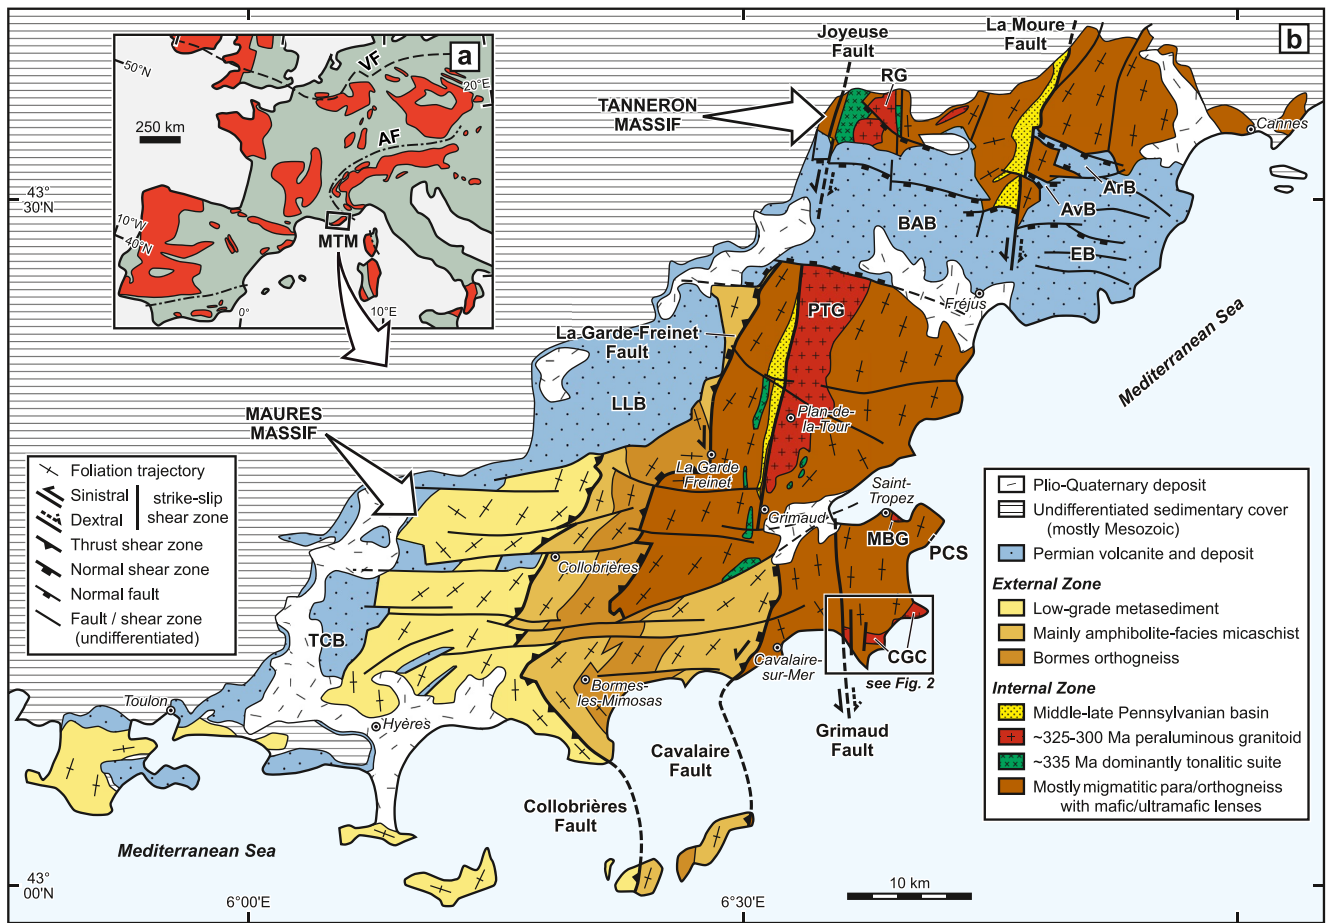 a
50°N
VF
20°E
250 km
AF
10°W
40°N
MTM
0°
10°E
b
Joyeuse
Fault
La Moure
Fault
RG
TANNERON
MASSIF
Cannes
43°
30'N
ArB
AvB
BAB
EB
Fréjus
PTG
La Garde-Freinet
Fault
Mediterranean Sea
LLB
MAURES
MASSIF
Plan-de-
la-Tour
La Garde
Freinet
Saint-
Tropez
Grimaud
MBG
PCS
Collobrières
TCB
CGC
Cavalaire-
sur-Mer
see Fig. 2
Bormes-
les-Mimosas
Toulon
Hyères
Grimaud
Fault
Cavalaire
Fault
Collobrières
Fault
Mediterranean Sea
43°
00'N
6°00'E
6°30'E
10 km
Foliation trajectory
Sinistral
Dextral
strike-slip
shear zone
Thrust shear zone
Normal shear zone
Normal fault
Fault / shear zone
(undifferentiated)
Plio-Quaternary deposit
Undifferentiated sedimentary cover
(mostly Mesozoic)
Permian volcanite and deposit
External Zone
Low-grade metasediment
Mainly amphibolite-facies micaschist
Bormes orthogneiss
Internal Zone
Middle-late Pennsylvanian basin
~325-300 Ma peraluminous granitoid
~335 Ma dominantly tonalitic suite
Mostly migmatitic para/orthogneiss
with mafic/ultramafic lenses